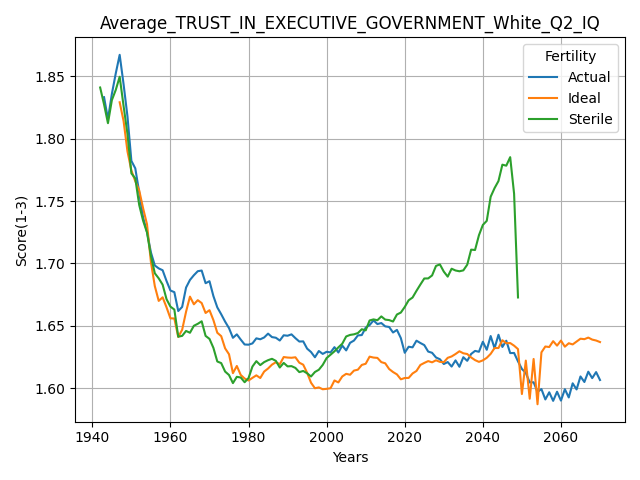 Average_TRUST_IN_EXECUTIVE_GOVERNMENT_White_Q2_IQ
Fertility
Actual
Ideal
Sterile
Score(1-3)
1.85
1.80
1.75
1.70
1.65
1.60
1940
1960
1980
2000
2020
2040
2060
Years